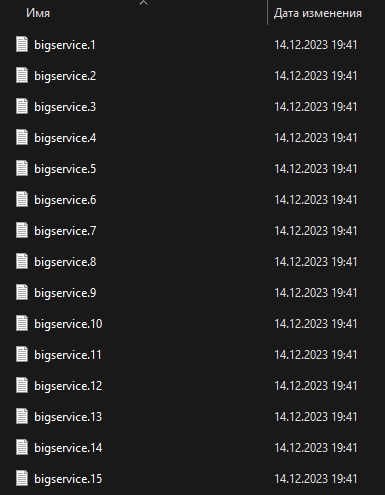 Имя Дата изменения
bigservice.1 14.12.2023 19:41
bigservice.2 14.12.2023 19:41
bigservice.3 14.12.2023 19:41
bigservice.4 14.12.2023 19:41
bigservice.5 14.12.2023 19:41
bigservice.6 14.12.2023 19:41
bigservice.7 14.12.2023 19:41
bigservice.8 14.12.2023 19:41
bigservice.9 14.12.2023 19:41
bigservice.10 14.12.2023 19:41
bigservice.11 14.12.2023 19:41
bigservice.12 14.12.2023 19:41
bigservice.13 14.12.2023 19:41
bigservice.14 14.12.2023 19:41
bigservice.15 14.12.2023 19:41